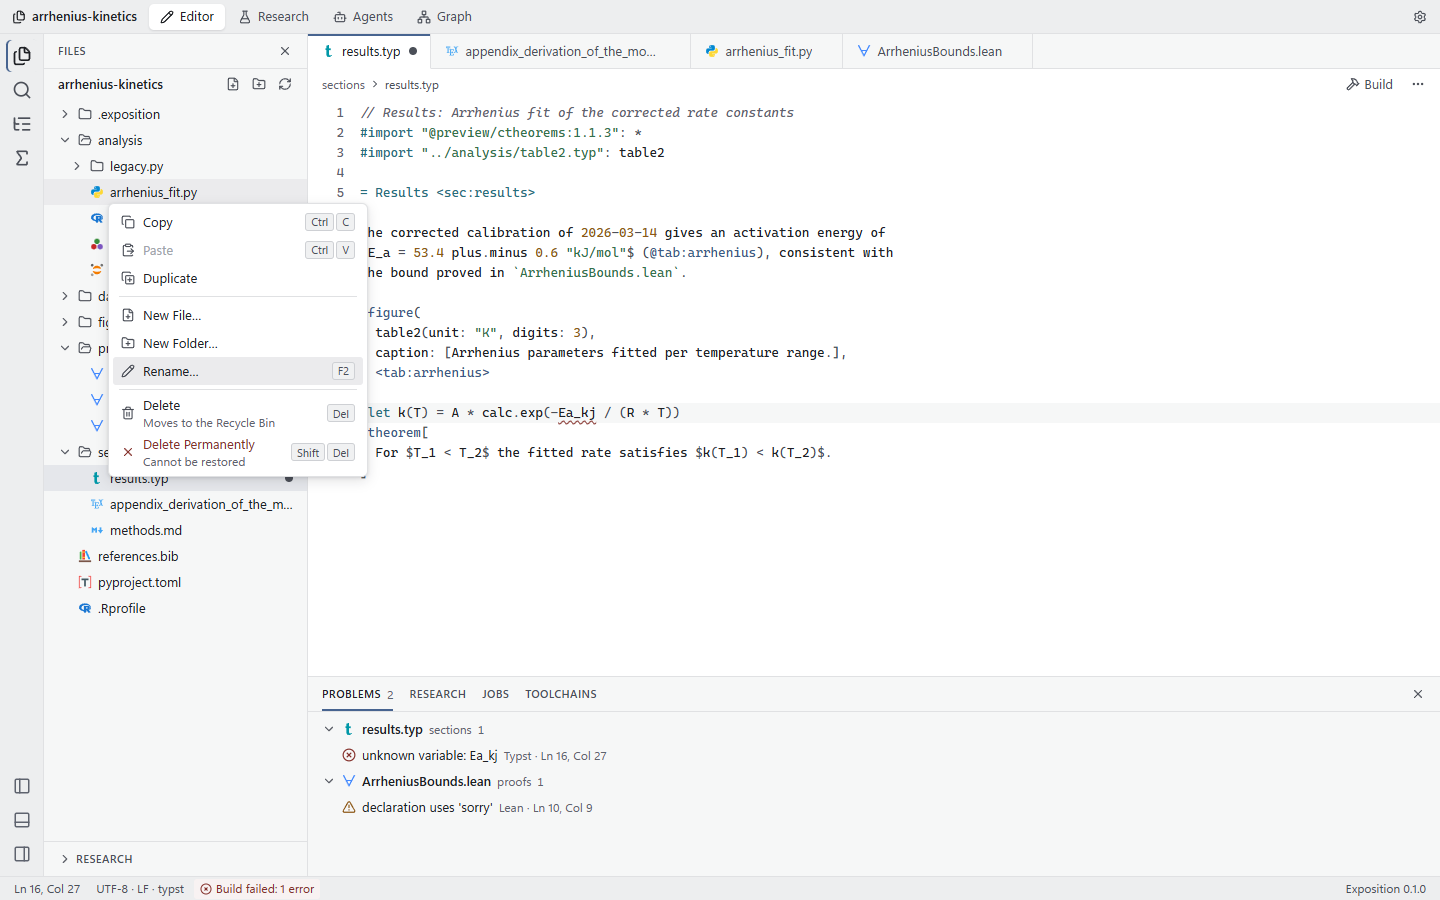 arrhenius-kinetics
Editor
Research
Agents
Graph
FILES
arrhenius-kinetics
.exposition
analysis
legacy.py
arrhenius_fit.py
Copy
Ctrl C
Paste
Ctrl V
Duplicate
New File...
New Folder...
Rename...
F2
Delete
Del
Moves to the Recycle Bin
Delete Permanently
Shift Del
Cannot be restored
da
fi
pr
se
results.typ
appendix_derivation_of_the_m...
methods.md
references.bib
pyproject.toml
.Rprofile
RESEARCH
results.typ
appendix_derivation_of_the_mo...
arrhenius_fit.py
ArrheniusBounds.lean
sections > results.typ
Build
1 // Results: Arrhenius fit of the corrected rate constants
2 #import "@preview/ctheorems:1.1.3": *
3 #import "../analysis/table2.typ": table2
4
5 = Results <sec:results>
he corrected calibration of 2026-03-14 gives an activation energy of
E_a = 53.4 plus.minus 0.6 "kJ/mol"$ (@tab:arrhenius), consistent with
he bound proved in `ArrheniusBounds.lean`.
figure(
table2(unit: "K", digits: 3),
caption: [Arrhenius parameters fitted per temperature range.],
<tab:arrhenius>
let k(T) = A * calc.exp(-Ea_kj / (R * T))
theorem[
For $T_1 < T_2$ the fitted rate satisfies $k(T_1) < k(T_2)$.
PROBLEMS 2
RESEARCH
JOBS
TOOLCHAINS
results.typ sections 1
unknown variable: Ea_kj Typst · Ln 16, Col 27
ArrheniusBounds.lean proofs 1
declaration uses 'sorry' Lean · Ln 10, Col 9
Ln 16, Col 27
UTF-8 · LF · typst
Build failed: 1 error
Exposition 0.1.0